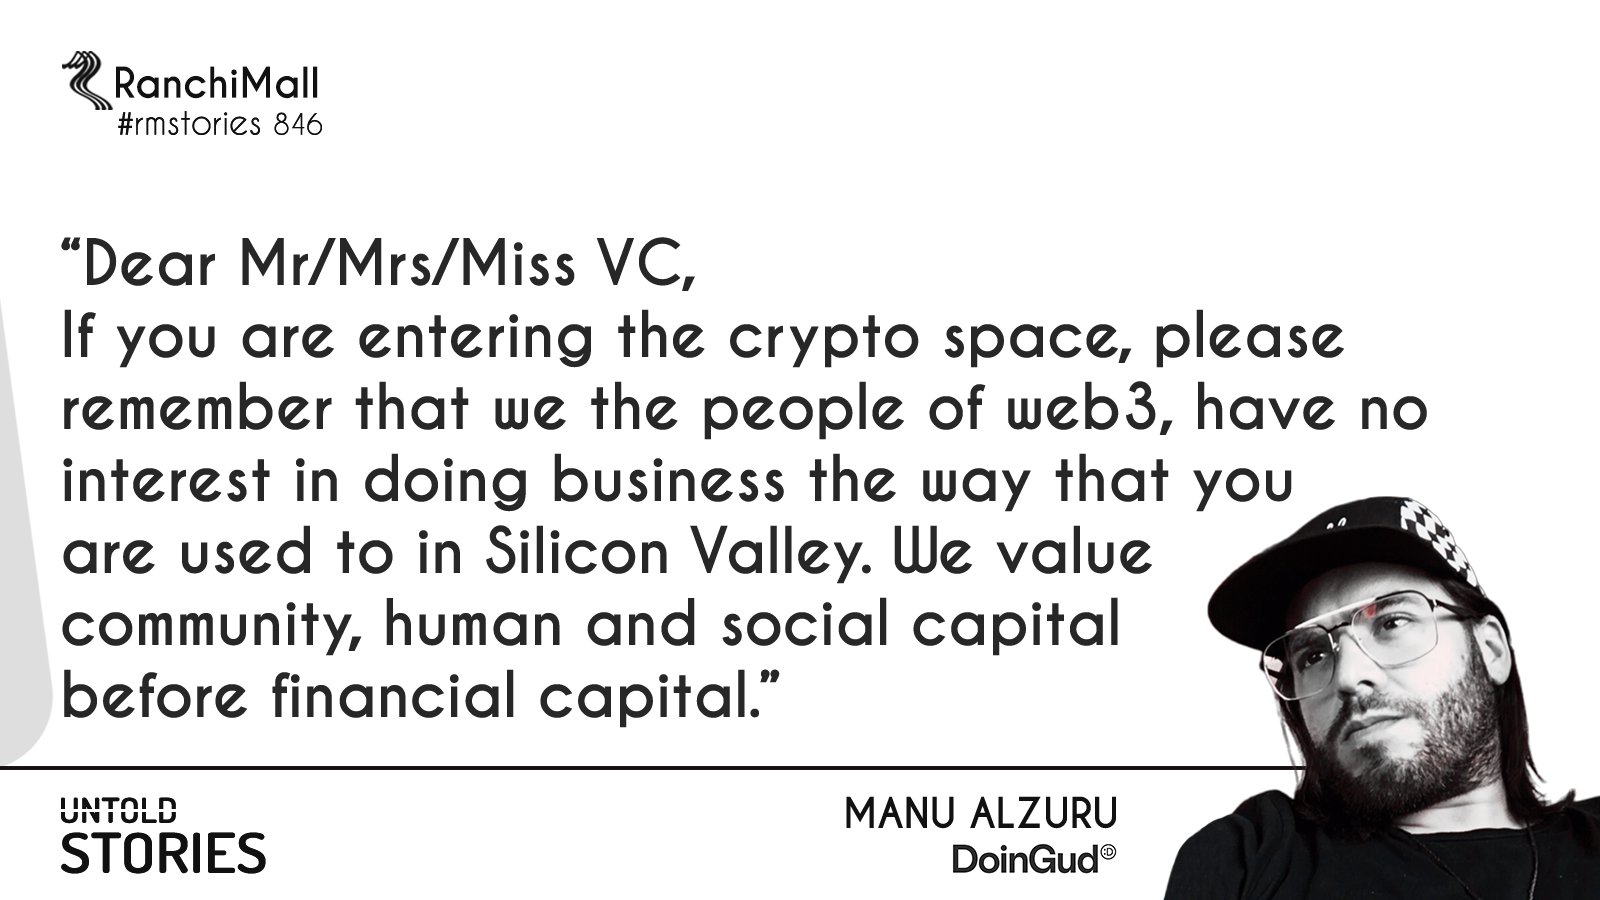 RanchiMall
#rmstories 846
“Dear Mr/Mrs/Miss VC,
If you are entering the crypto space, please
remember that we the people of web3, have no
interest in doing business the way that you
are used to in Silicon Valley. We value
community, human and social capital
before financial capital.”
UNTOLD
STORIES
MANU ALZURU
DoinGud